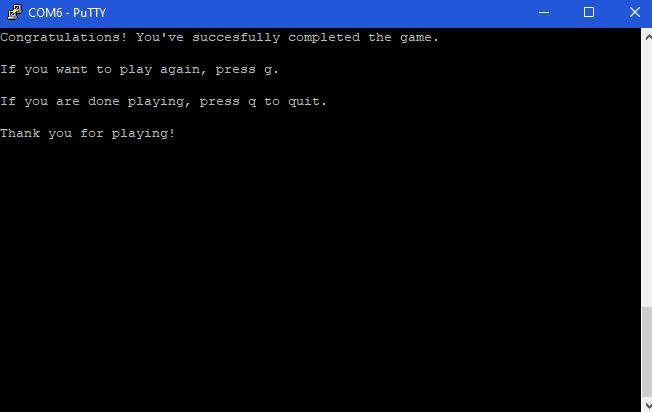 COM6 - PuTTY
Congratulations! You've succesfully completed the game.
If you want to play again, press g.
If you are done playing, press q to quit.
Thank you for playing!